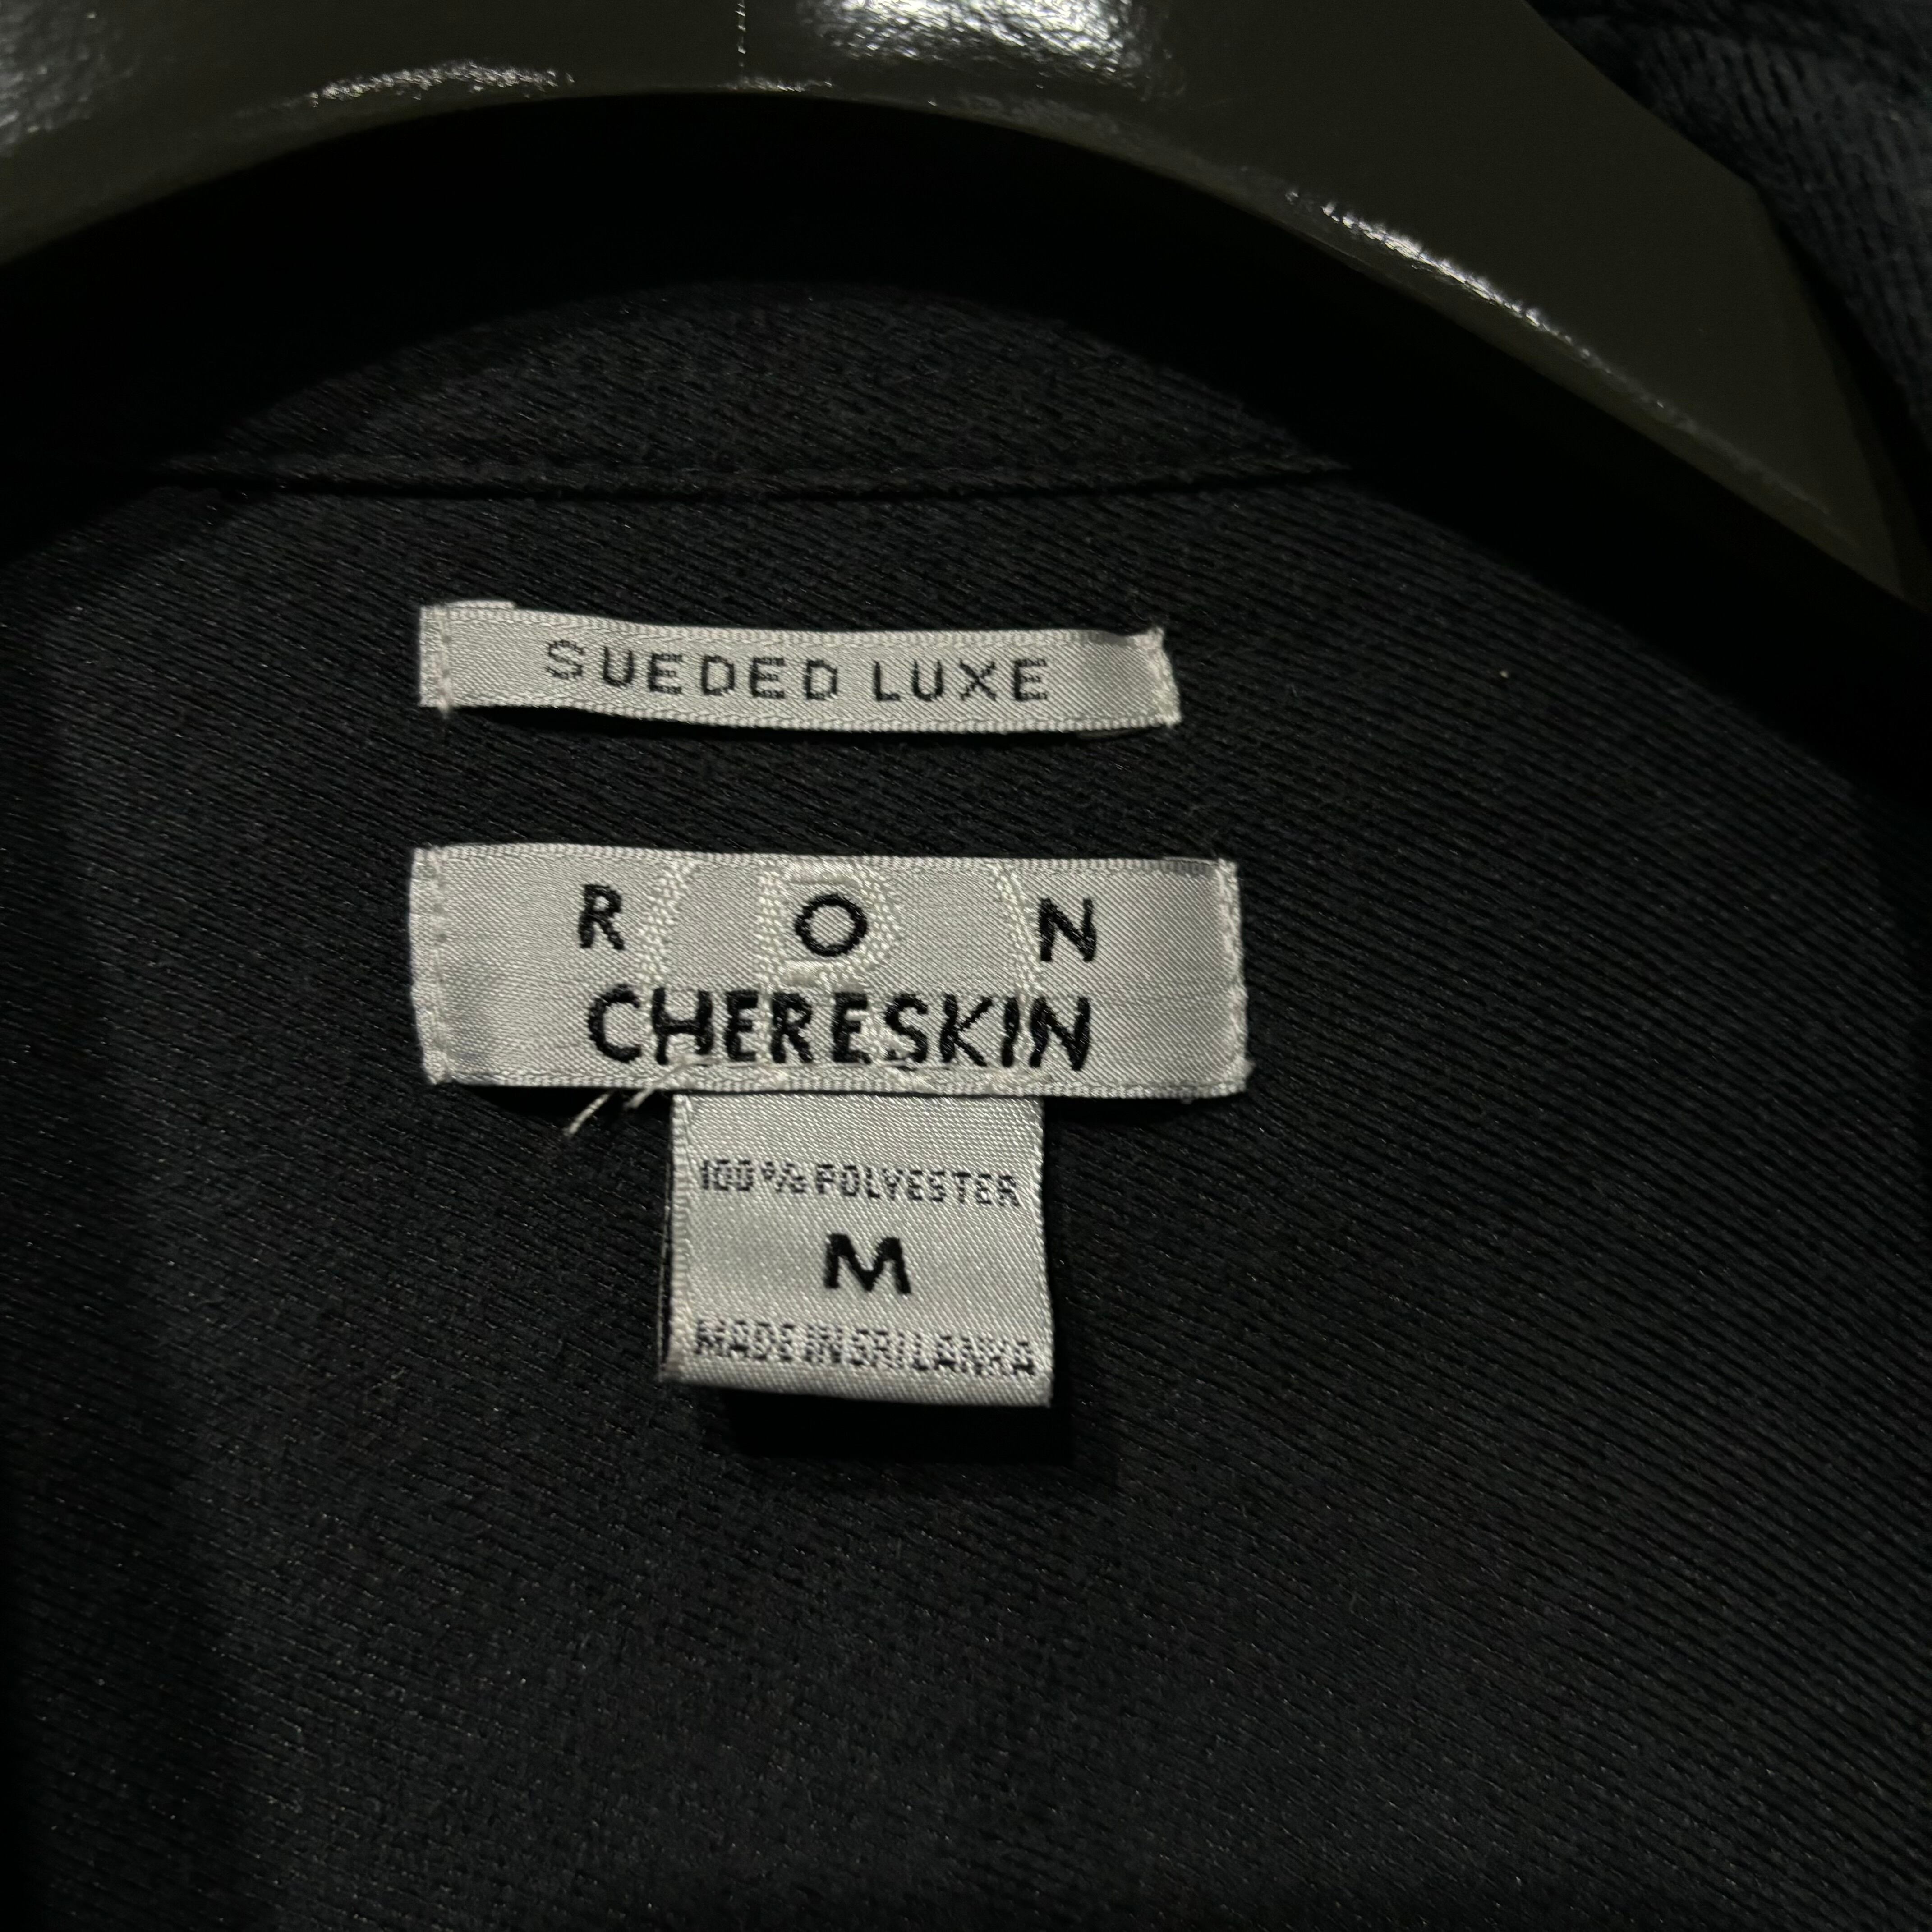 SUEDED LUXE
R O N
CHERESKIN
100% POLYESTER
M
MADE IN SRI LANKA